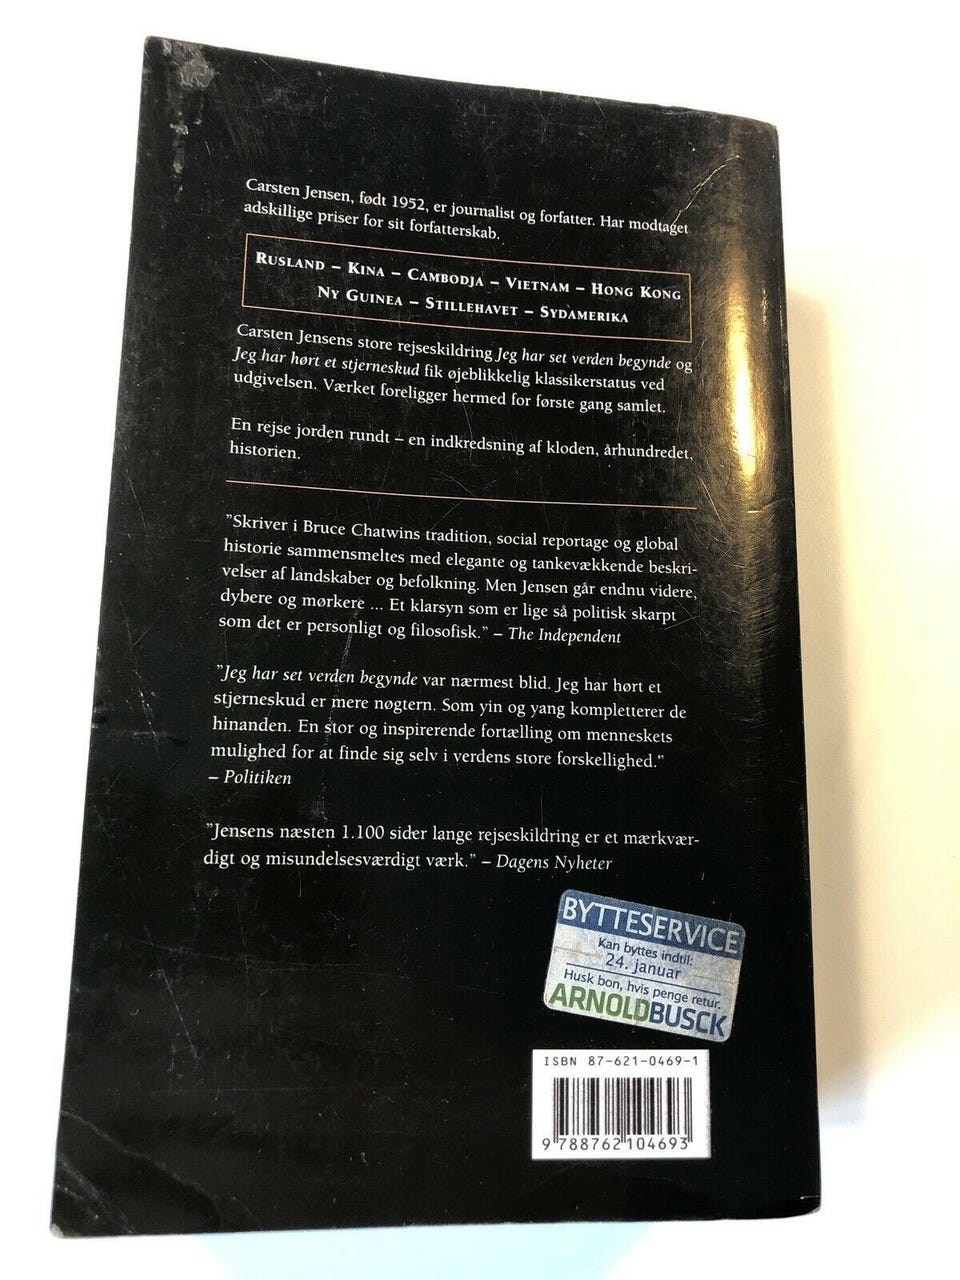 Carsten Jensen, født 1952, er journalist og forfatter. Har modtaget
adskillige priser for sit forfatterskab.
RUSLAND – KINA – CAMBODJA – VIETNAM – HONG KONG
NY GUINEA – STILLEHAVET – SYDAMERIKA
Carsten Jensens store rejseskildring Jeg har set verden begynde og
Jeg har hørt et stjerneskud fik øjeblikkelig klassikerstatus ved
udgivelsen. Værket foreligger hermed for første gang samlet.
En rejse jorden rundt – en indkredsning af kloden, århundredet,
historien.
”Skriver i Bruce Chatwins tradition, social reportage og global
historie sammensmeltes med elegante og tankevækkende beskri-
velser af landskaber og befolkning. Men Jensen går endnu videre,
dybere og mørkere ... Et klarsyn som er lige så politisk skarpt
som det er personligt og filosofisk.” – The Independent
”Jeg har set verden begynde var nærmest blid. Jeg har hørt et
stjerneskud er mere nøgtern. Som yin og yang kompletterer de
hinanden. En stor og inspirerende fortælling om menneskets
mulighed for at finde sig selv i verdens store forskellighed.”
– Politiken
”Jensens næsten 1.100 sider lange rejseskildring er et mærkvær-
digt og misundelsesværdigt værk.” – Dagens Nyheter
BYTTESERVICE
Kan byttes indtil:
24. januar
Husk bon, hvis penge retur.
ARNOLDBUSCK
ISBN 87-621-0469-1
9 788762 104693